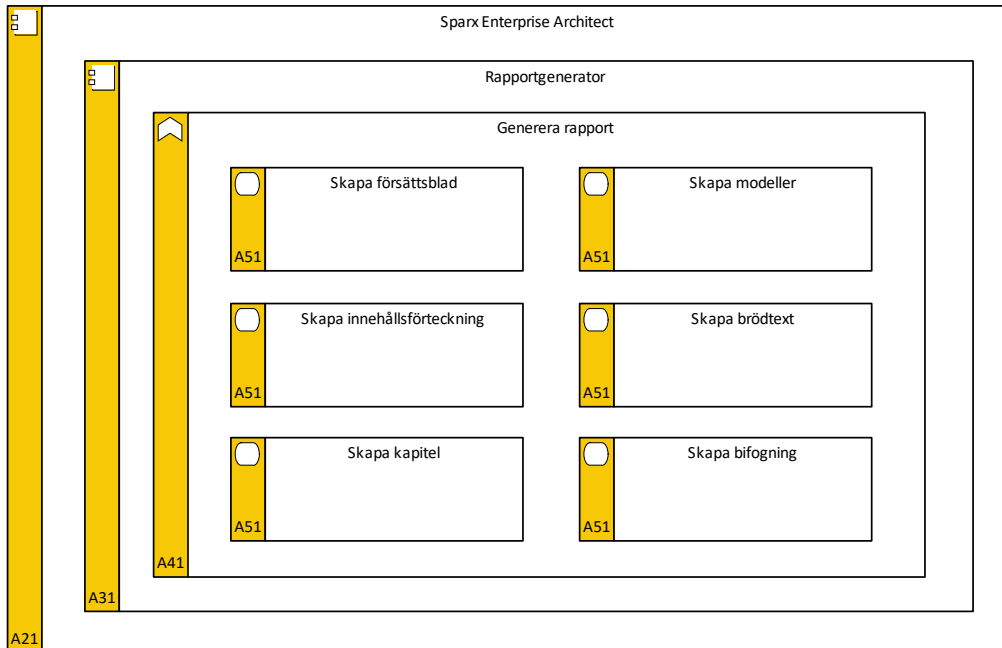 Sparx Enterprise Architect
Rapportgenerator
Generera rapport
Skapa försättsblad
A51
Skapa modeller
A51
Skapa innehållsförteckning
A51
Skapa brödtext
A51
Skapa kapitel
A51
Skapa bifogning
A51
A41
A31
A21